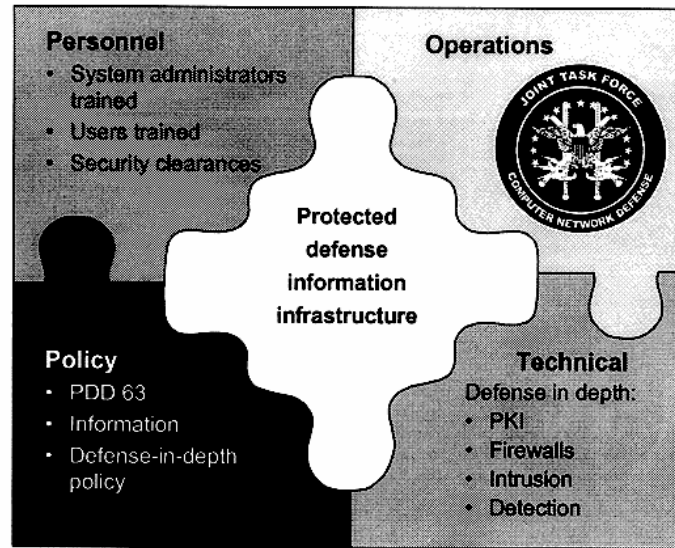 Personnel
• System administrators
trained
• Users trained
• Security clearances
Operations
JOINT TASK FORCE
COMPUTER NETWORK DEFENSE
Protected
defense
information
infrastructure
Policy
• PDD 63
• Information
• Defense-in-depth
policy
Technical
Defense in depth:
• PKI
• Firewalls
• Intrusion
• Detection